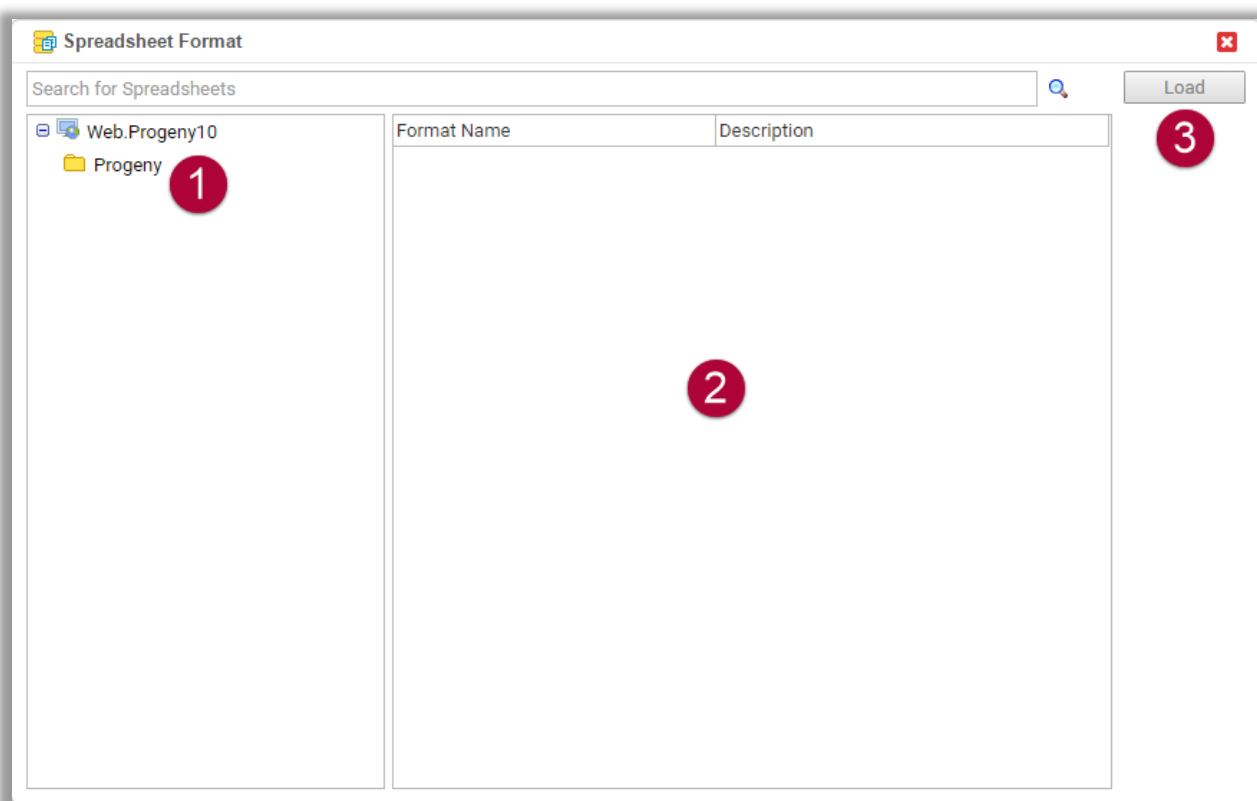 Spreadsheet Format
Search for Spreadsheets
Load
Web.Progeny10
Format Name
Description
3
Progeny
1
2